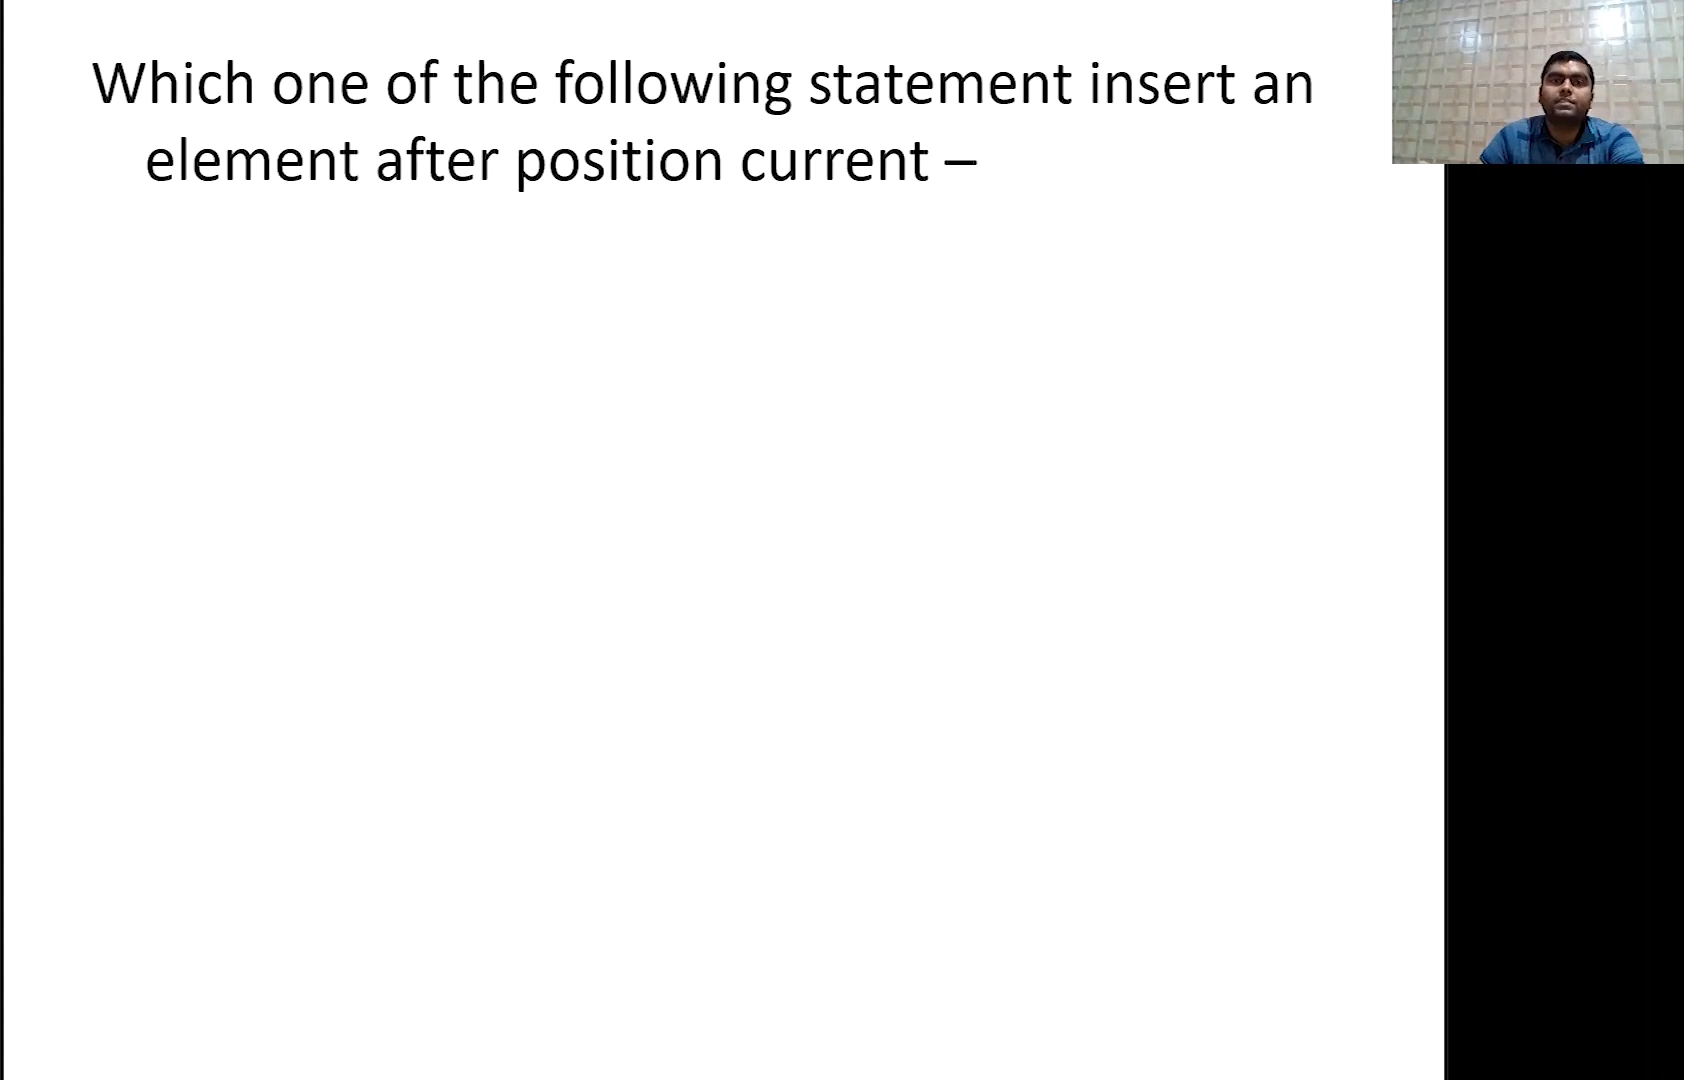 Which one of the following statement insert an
element after position current –